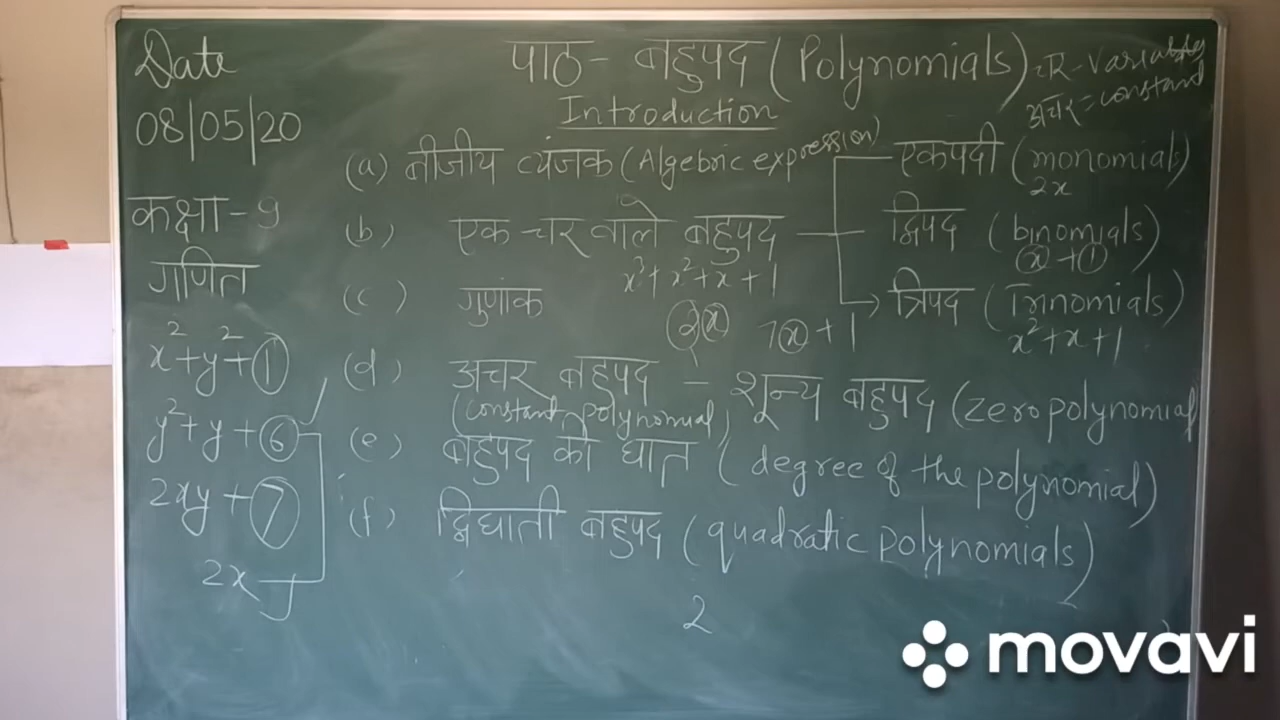 Date
08/05/20
कक्षा - 9
गणित
x² + y² + 1
y² + y + 6
2xy + 7
2x
पाठ - बहुपद (Polynomials)
चर - Variables
अचर = constant
Introduction
(a) बीजीय व्यंजक (Algebric expression)
(b) एक चर वाले बहुपद
x³ + x² + x + 1
एकपदी (monomials)
2x
द्विपद (binomials)
x + 1
त्रिपद (Trinomials)
x² + x + 1
(c) गुणांक
2x 7x + 1
(d) अचर बहुपद - शून्य बहुपद (zero polynomial
(constant polynomial)
(e) बहुपद की घात (degree of the polynomial)
(f) द्विघाती बहुपद (quadratic polynomials)
2
movavi